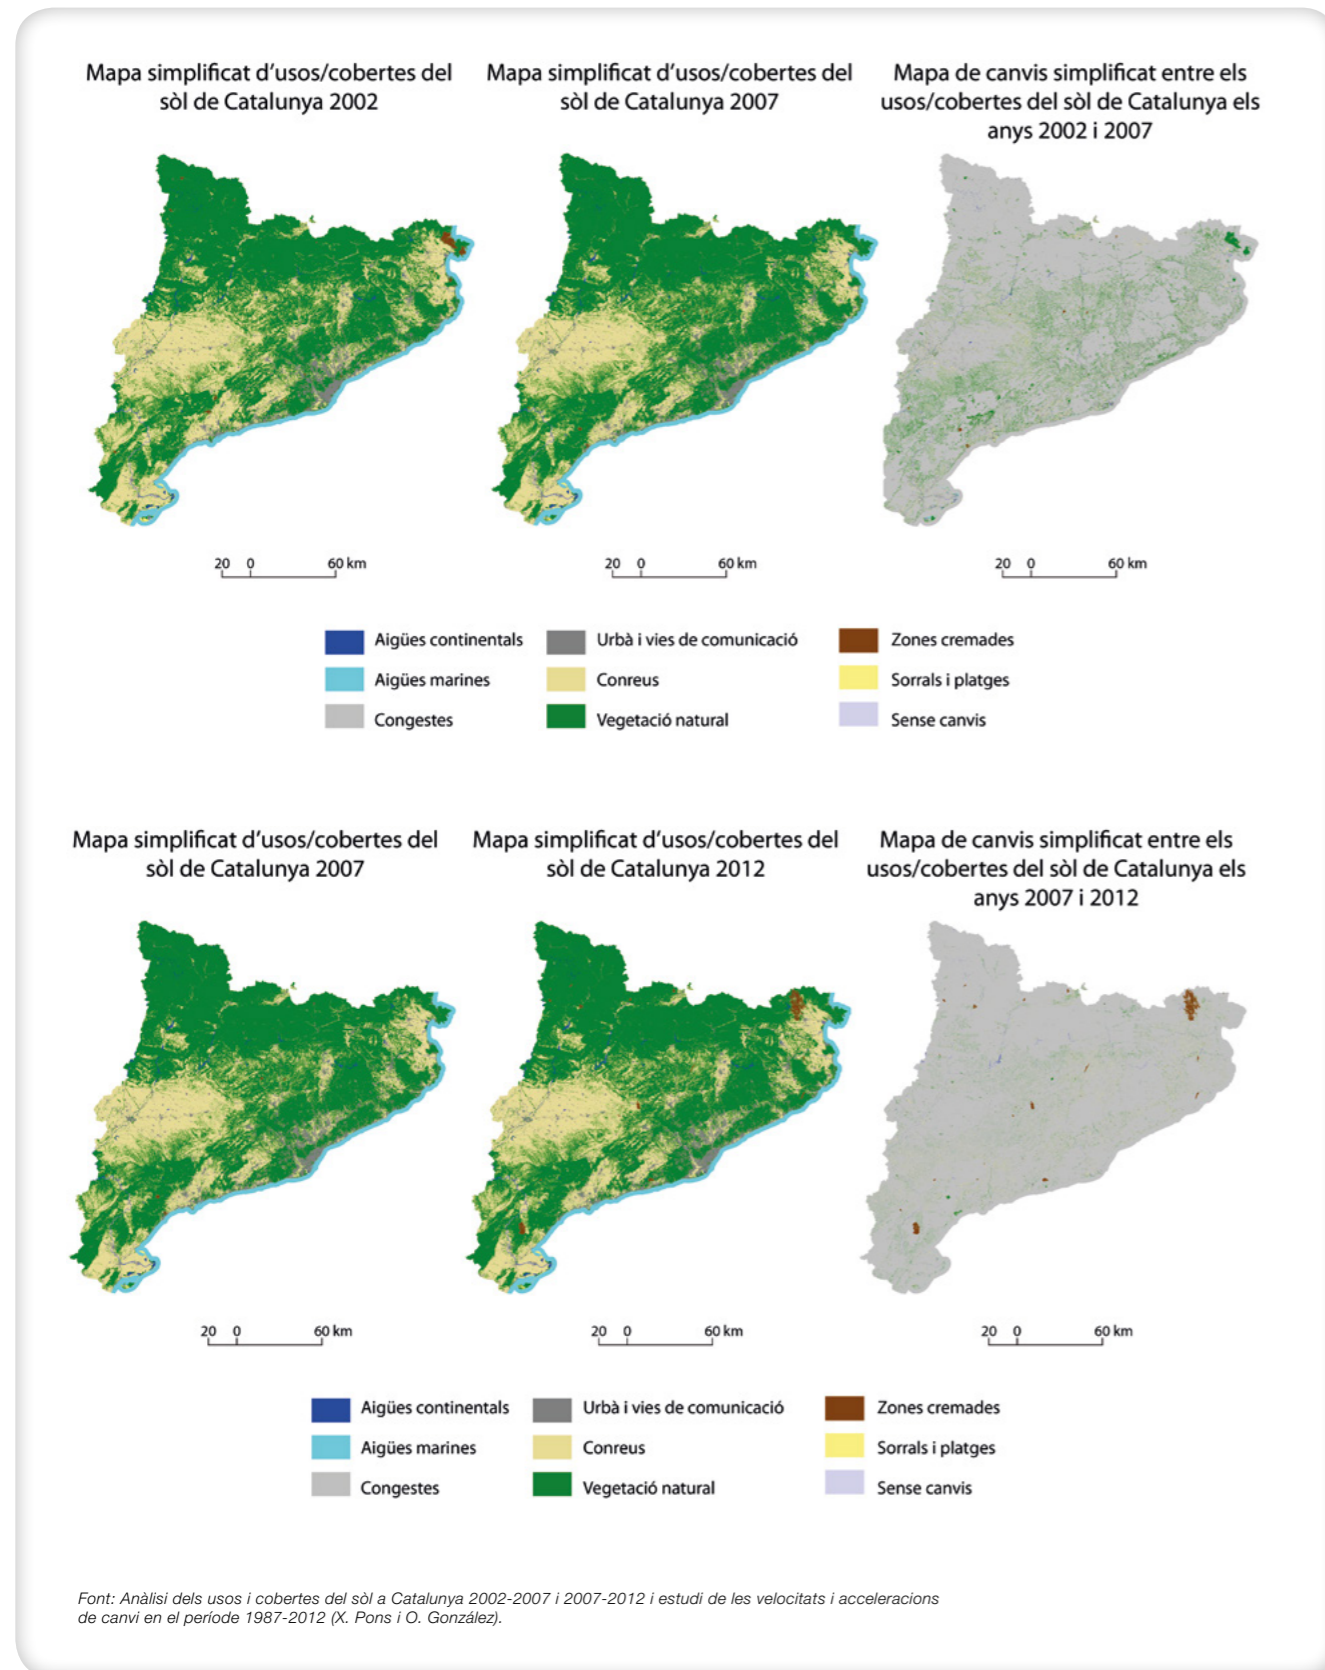 Mapa simplificat d'usos/cobertes del
sòl de Catalunya 2002
Mapa simplificat d'usos/cobertes del
sòl de Catalunya 2007
Mapa de canvis simplificat entre els
usos/cobertes del sòl de Catalunya els
anys 2002 i 2007
20 0 60 km
20 0 60 km
20 0 60 km
Aigües continentals
Urbà i vies de comunicació
Zones cremades
Aigües marines
Conreus
Sorrals i platges
Congestes
Vegetació natural
Sense canvis
Mapa simplificat d'usos/cobertes del
sòl de Catalunya 2007
Mapa simplificat d'usos/cobertes del
sòl de Catalunya 2012
Mapa de canvis simplificat entre els
usos/cobertes del sòl de Catalunya els
anys 2007 i 2012
20 0 60 km
20 0 60 km
20 0 60 km
Aigües continentals
Urbà i vies de comunicació
Zones cremades
Aigües marines
Conreus
Sorrals i platges
Congestes
Vegetació natural
Sense canvis
Font: Anàlisi dels usos i cobertes del sòl a Catalunya 2002-2007 i 2007-2012 i estudi de les velocitats i acceleracions
de canvi en el període 1987-2012 (X. Pons i O. González).